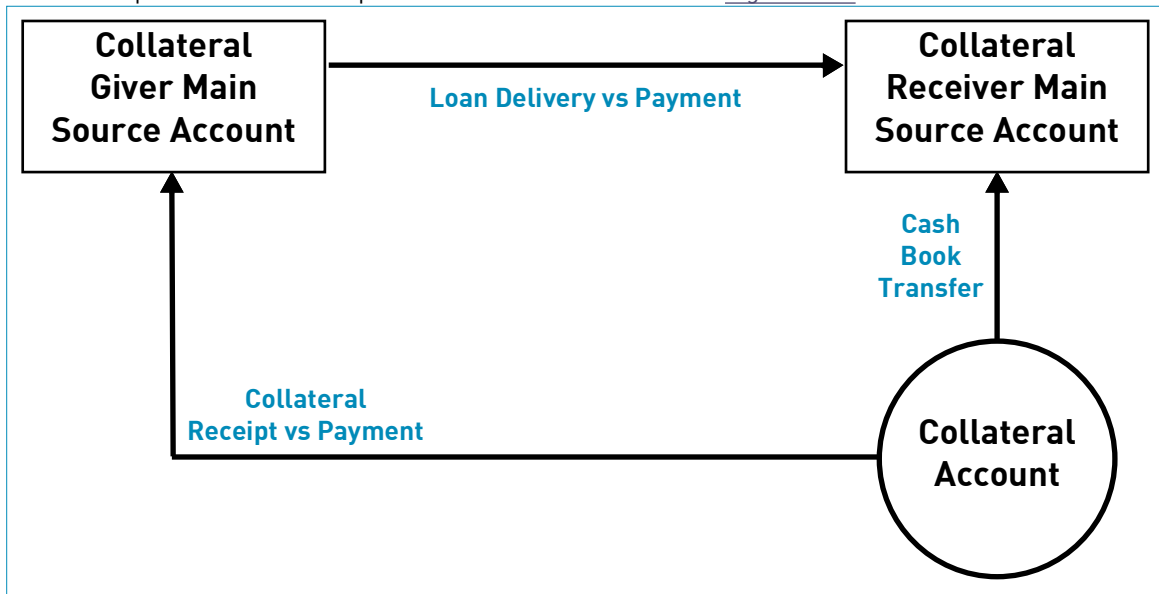 Collateral
Giver Main
Source Account
Collateral
Receiver Main
Source Account
Loan Delivery vs Payment
Cash
Book
Transfer
Collateral
Receipt vs Payment
Collateral
Account